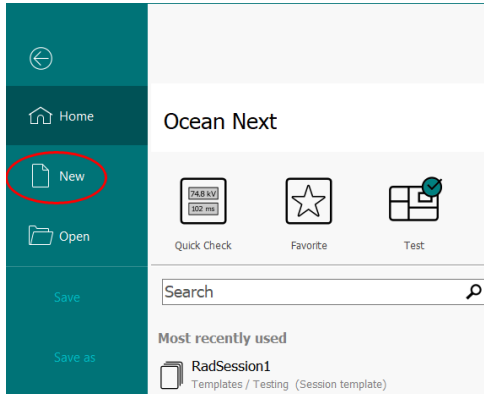 Home
New
Open
Save
Save as
Ocean Next
74.8 kV
102 ms
Quick Check
Favorite
Test
Search
Most recently used
RadSession1
Templates / Testing (Session template)